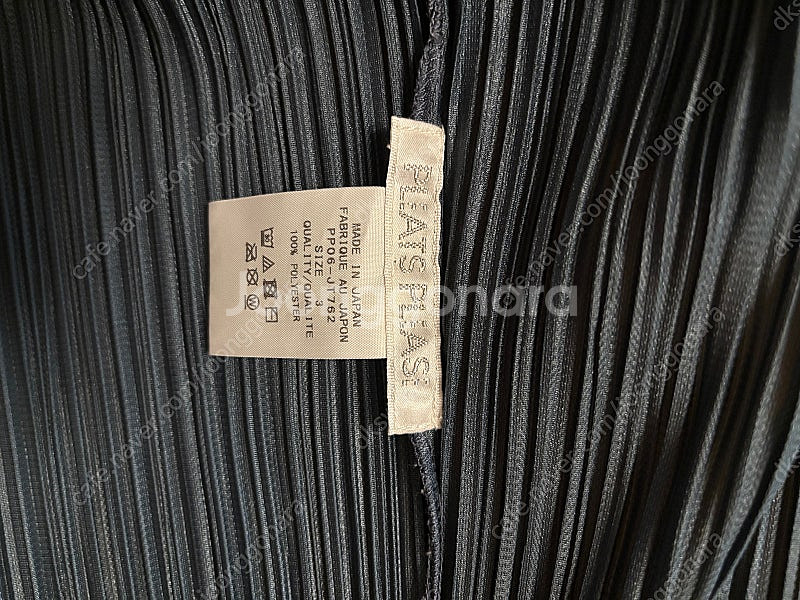 PLEATS PLEASE
MADE IN JAPAN
FABRIQUE AU JAPON
PP06-JT762
SIZE 3
QUALITY/QUALITE
100% POLYESTER
Joonggonara
cafe.naver.com/joonggonara